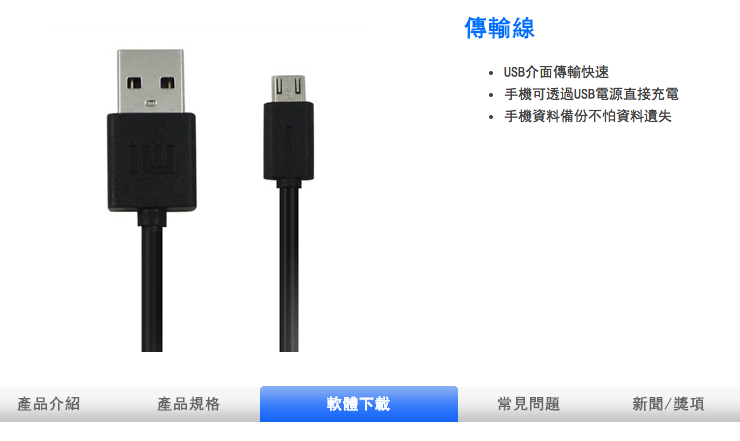 傳輸線
USB介面傳輸快速
手機可透過USB電源直接充電
手機資料備份不怕資料遺失
產品介紹
產品規格
軟體下載
常見問題
新聞/獎項